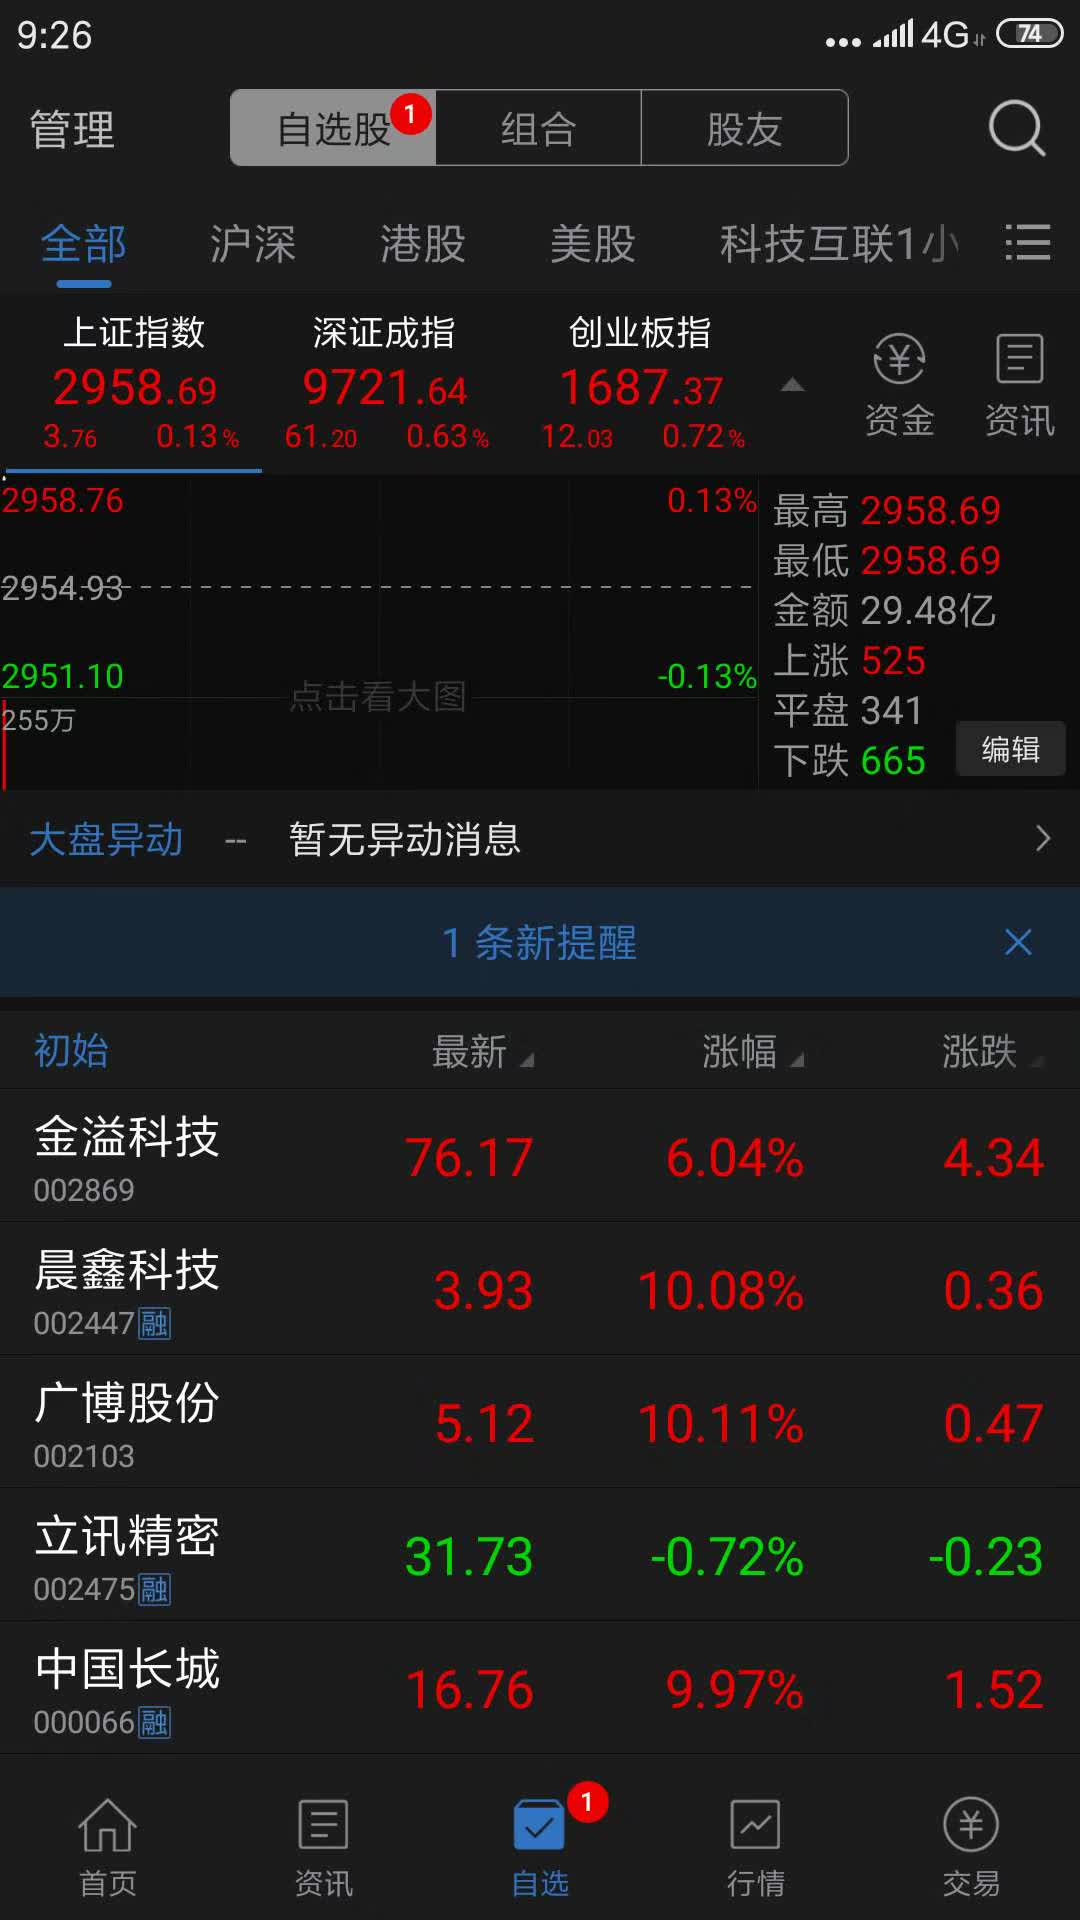 9:26 4G 74
管理 自选股 1 组合 股友
全部 沪深 港股 美股 科技互联1小
上证指数 深证成指 创业板指
2958.69 9721.64 1687.37
3.76 0.13% 61.20 0.63% 12.03 0.72%
资金 资讯
2958.76 0.13%
2954.93
2951.10 -0.13%
点击看大图
255万
最高 2958.69
最低 2958.69
金额 29.48亿
上涨 525
平盘 341
下跌 665
编辑
大盘异动 -- 暂无异动消息
1 条新提醒
初始 最新 涨幅 涨跌
金溢科技 76.17 6.04% 4.34
002869
晨鑫科技 3.93 10.08% 0.36
002447 融
广博股份 5.12 10.11% 0.47
002103
立讯精密 31.73 -0.72% -0.23
002475 融
中国长城 16.76 9.97% 1.52
000066 融
1
首页 资讯 自选 行情 交易